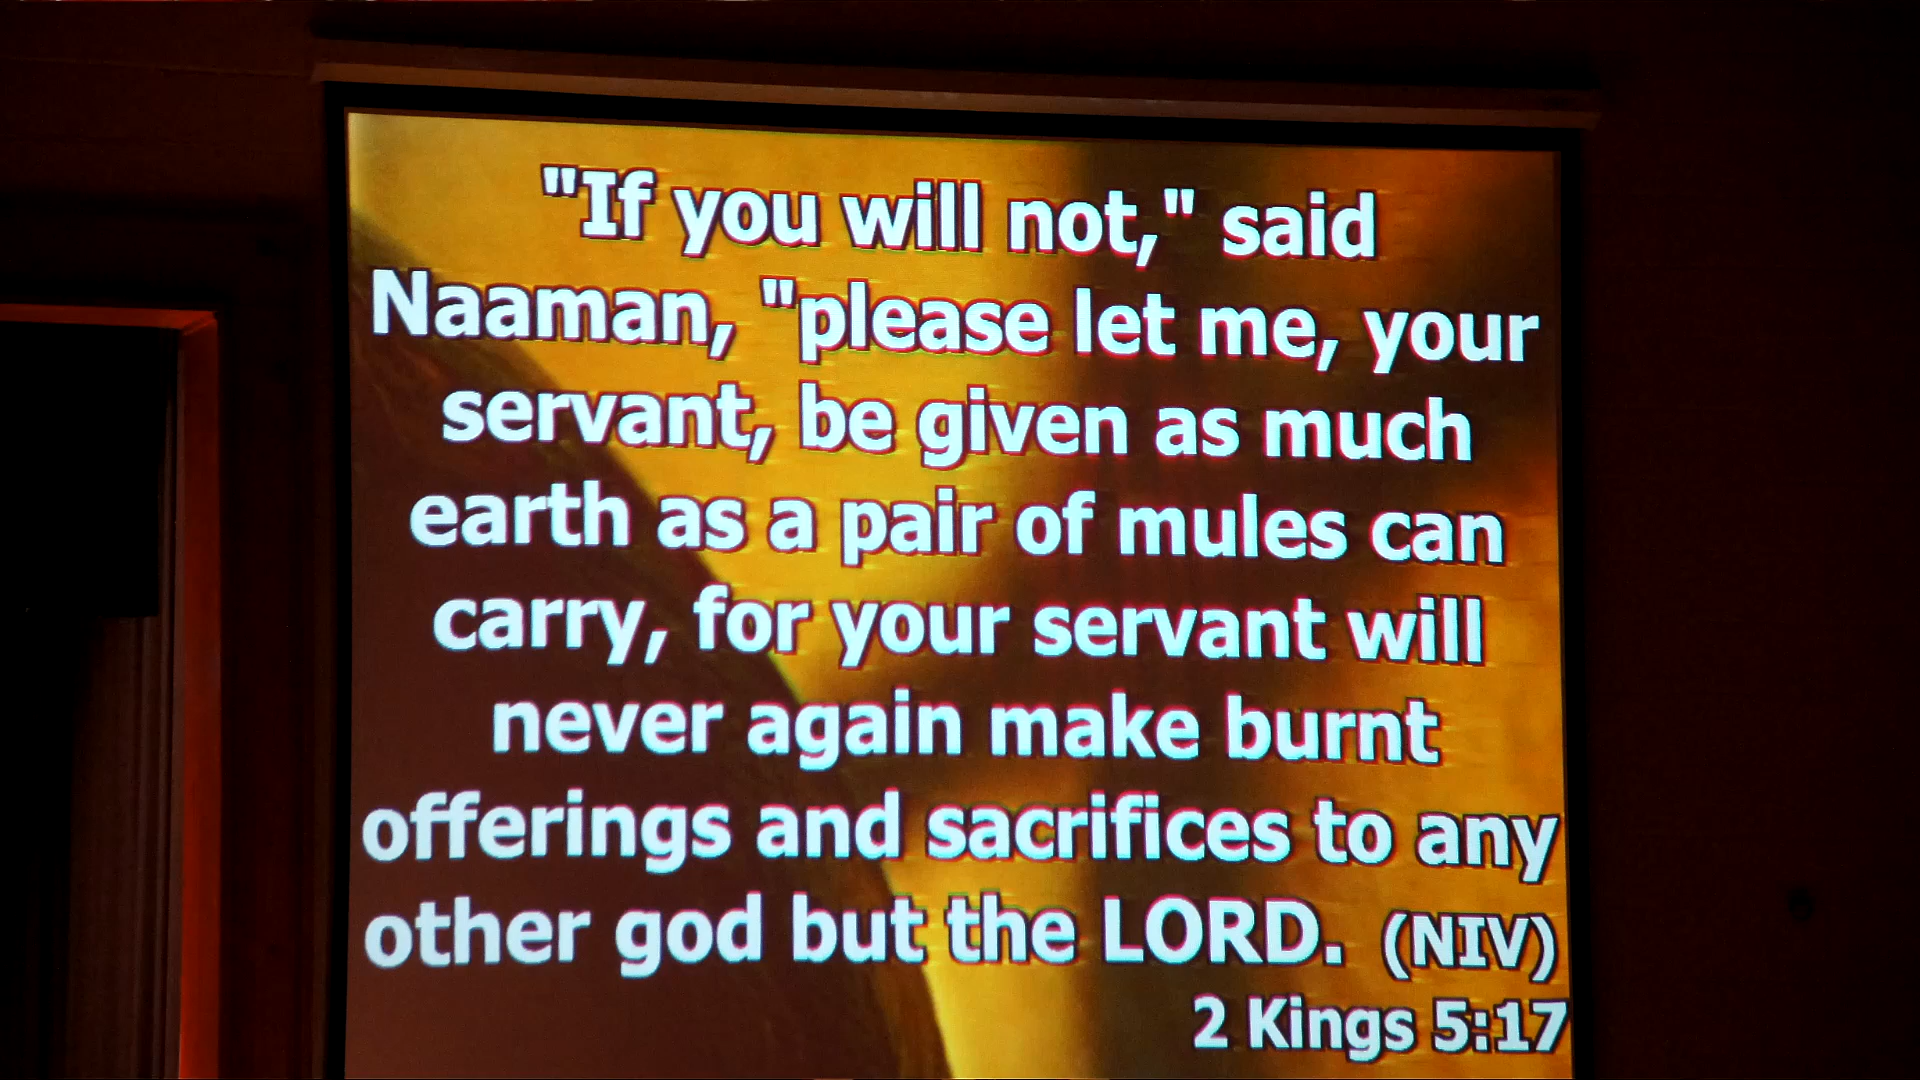 "If you will not," said
Naaman, "please let me, your
servant, be given as much
earth as a pair of mules can
carry, for your servant will
never again make burnt
offerings and sacrifices to any
other god but the LORD. (NIV)
2 Kings 5:17